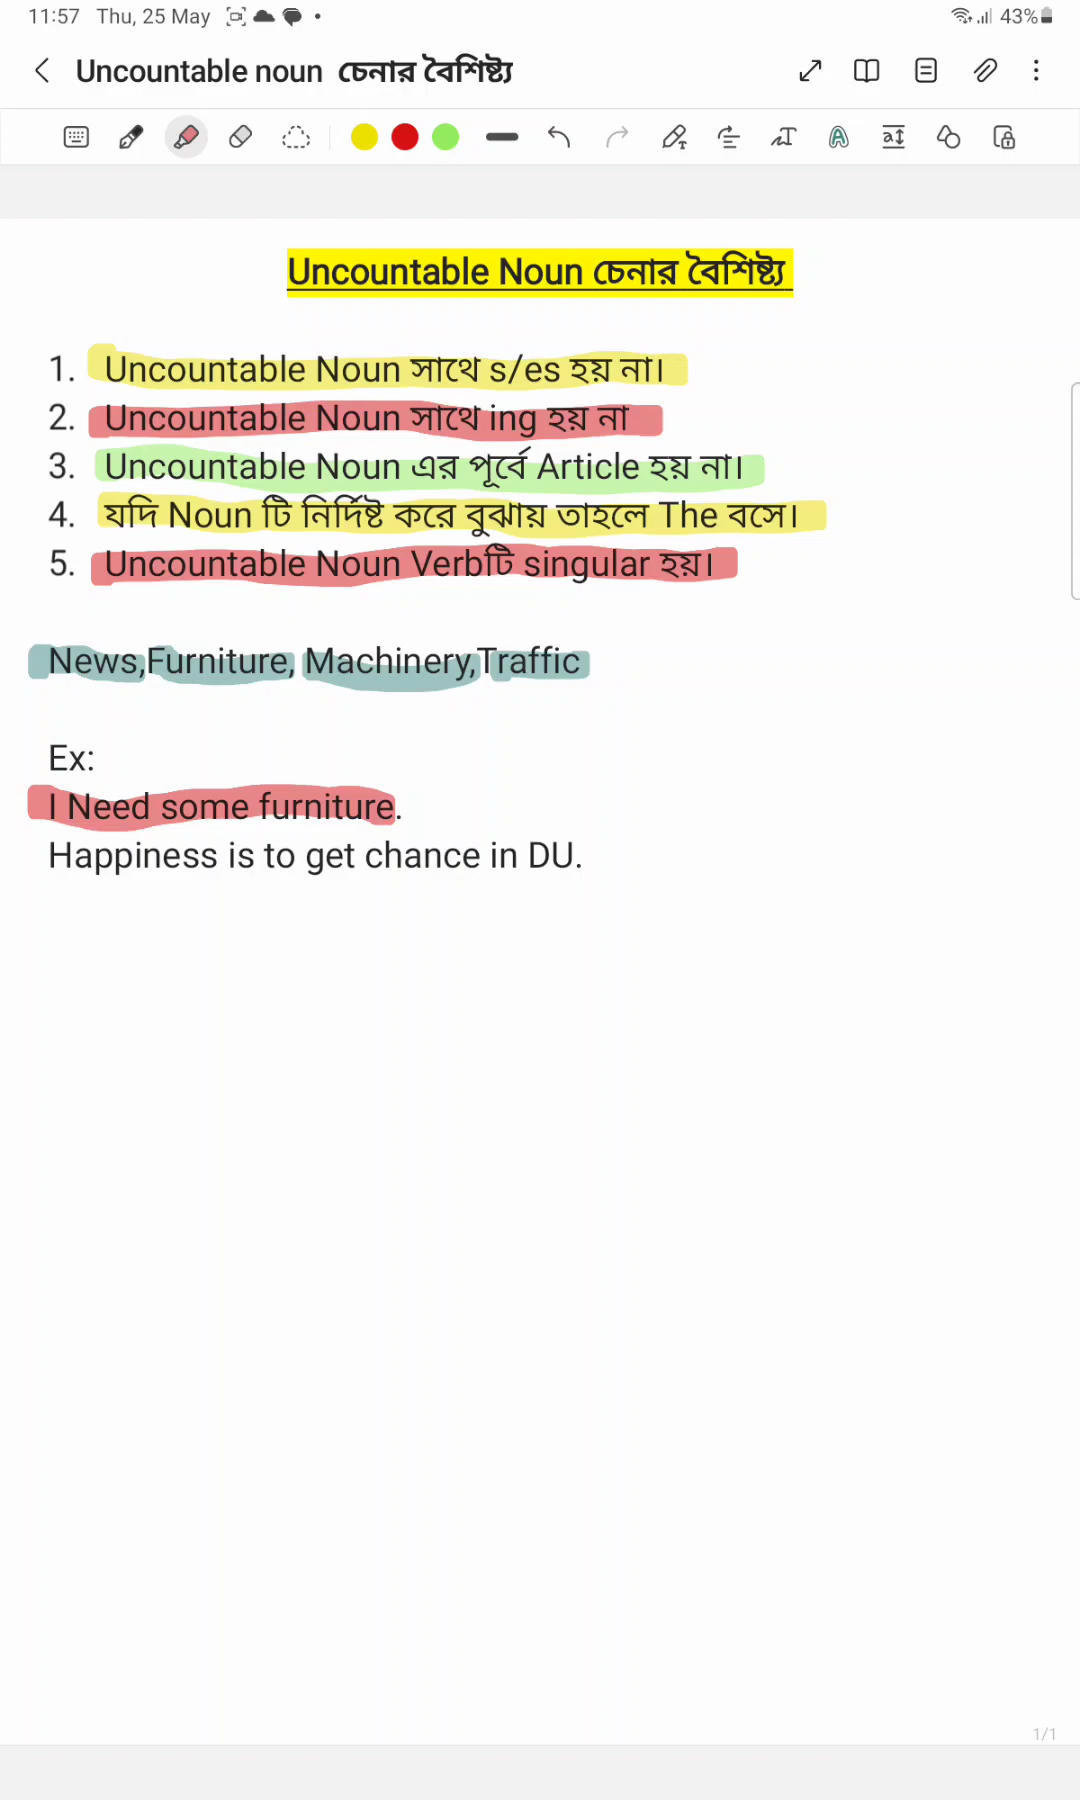 11:57 Thu, 25 May 43%
Uncountable noun চেনার বৈশিষ্ট্য
Uncountable Noun চেনার বৈশিষ্ট্য
1. Uncountable Noun সাথে s/es হয় না।
2. Uncountable Noun সাথে ing হয় না
3. Uncountable Noun এর পূর্বে Article হয় না।
4. যদি Noun টি নির্দিষ্ট করে বুঝায় তাহলে The বসে।
5. Uncountable Noun Verbটি singular হয়।
News,Furniture, Machinery,Traffic
Ex:
I Need some furniture.
Happiness is to get chance in DU.
1/1